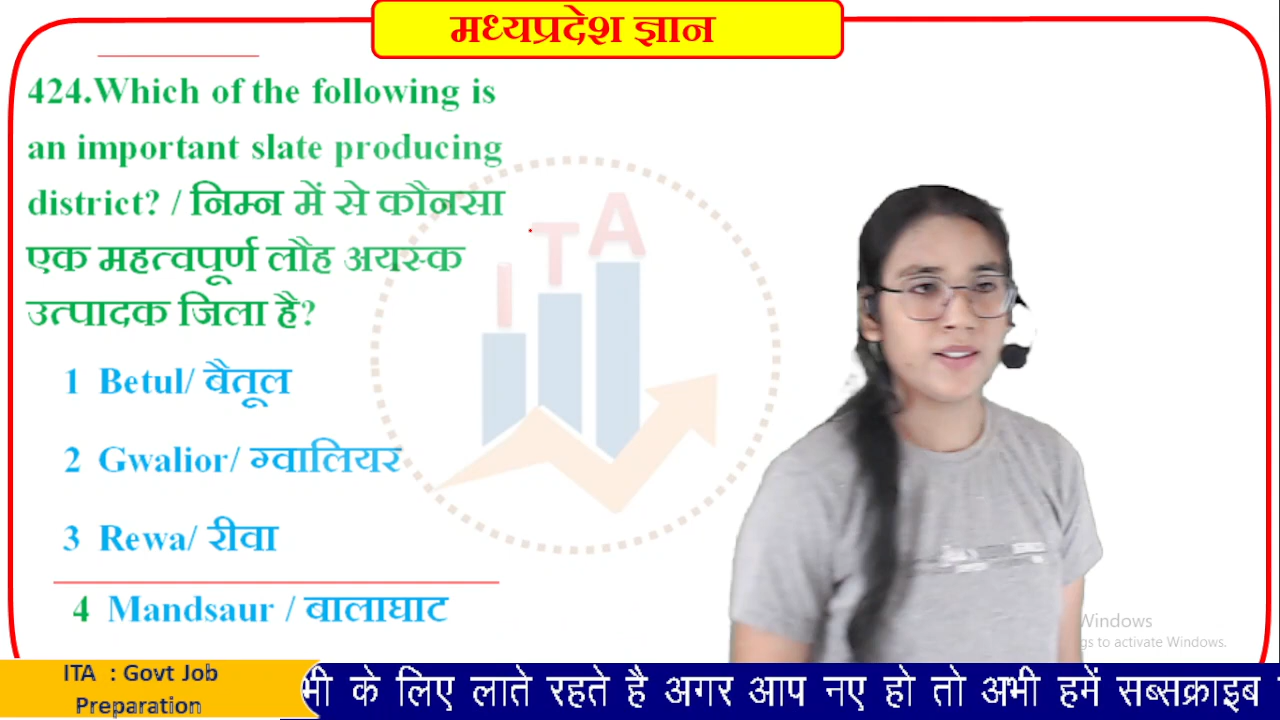 मध्यप्रदेश ज्ञान
424.Which of the following is
an important slate producing
district? / निम्न में से कौनसा
एक महत्वपूर्ण लौह अयस्क
उत्पादक जिला है?
1 Betul/ बैतूल
2 Gwalior/ ग्वालियर
3 Rewa/ रीवा
4 Mandsaur / बालाघाट
ITA
Windows
gs to activate Windows.
ITA : Govt Job
Preparation
मी के लिए लाते रहते है अगर आप नए हो तो अभी हमें सब्सक्राइब